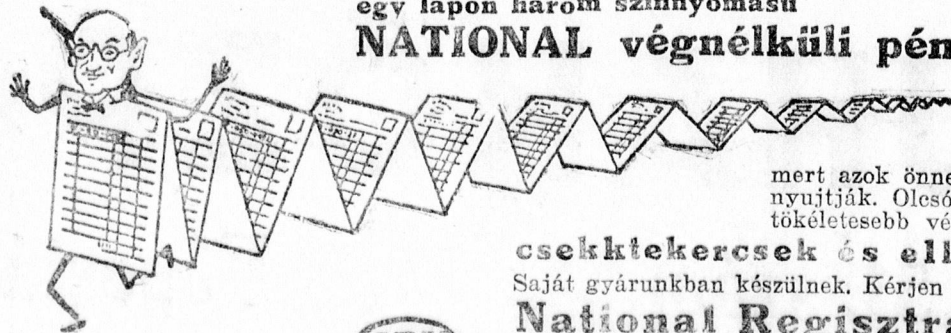 egy lapon három színnyomású
NATIONAL végnélküli pén
mert azok önne
nyujtják. Olcsó
tökéletesebb vé
csekktekercsek és ell
Saját gyárunkban készülnek. Kérjen
National Regisztr